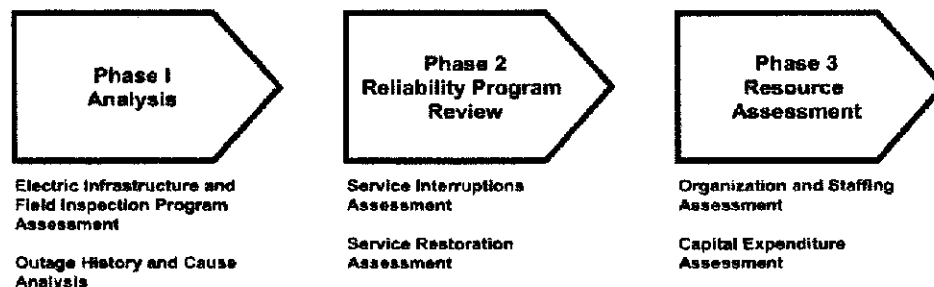 Phase I
Analysis
Electric Infrastructure and
Field Inspection Program
Assessment
Outage History and Cause
Analysis
Phase 2
Reliability Program
Review
Service Interruptions
Assessment
Service Restoration
Assessment
Phase 3
Resource
Assessment
Organization and Staffing
Assessment
Capital Expenditure
Assessment